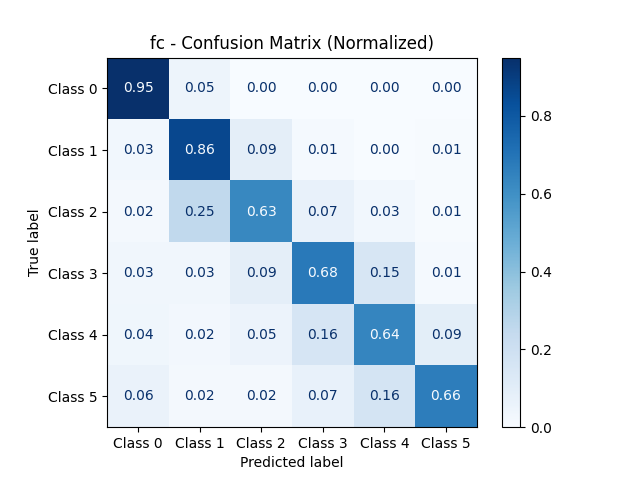 fc - Confusion Matrix (Normalized)
Class 0 0.95 0.05 0.00 0.00 0.00 0.00
Class 1 0.03 0.86 0.09 0.01 0.00 0.01
Class 2 0.02 0.25 0.63 0.07 0.03 0.01
Class 3 0.03 0.03 0.09 0.68 0.15 0.01
Class 4 0.04 0.02 0.05 0.16 0.64 0.09
Class 5 0.06 0.02 0.02 0.07 0.16 0.66
Class 0 Class 1 Class 2 Class 3 Class 4 Class 5
Predicted label
True label
0.8
0.6
0.4
0.2
0.0